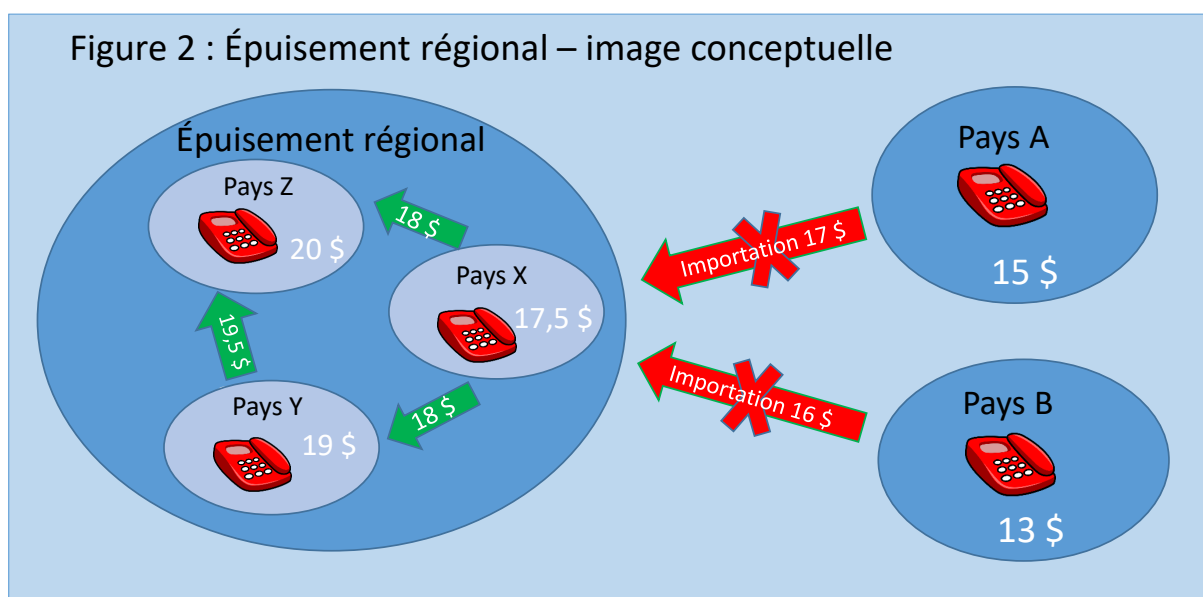 Figure 2 : Épuisement régional – image conceptuelle
Épuisement régional
Pays Z
20 $
18 $
Pays X
17,5 $
19,5 $
Pays Y
19 $
18 $
Importation 17 $
Importation 16 $
Pays A
15 $
Pays B
13 $